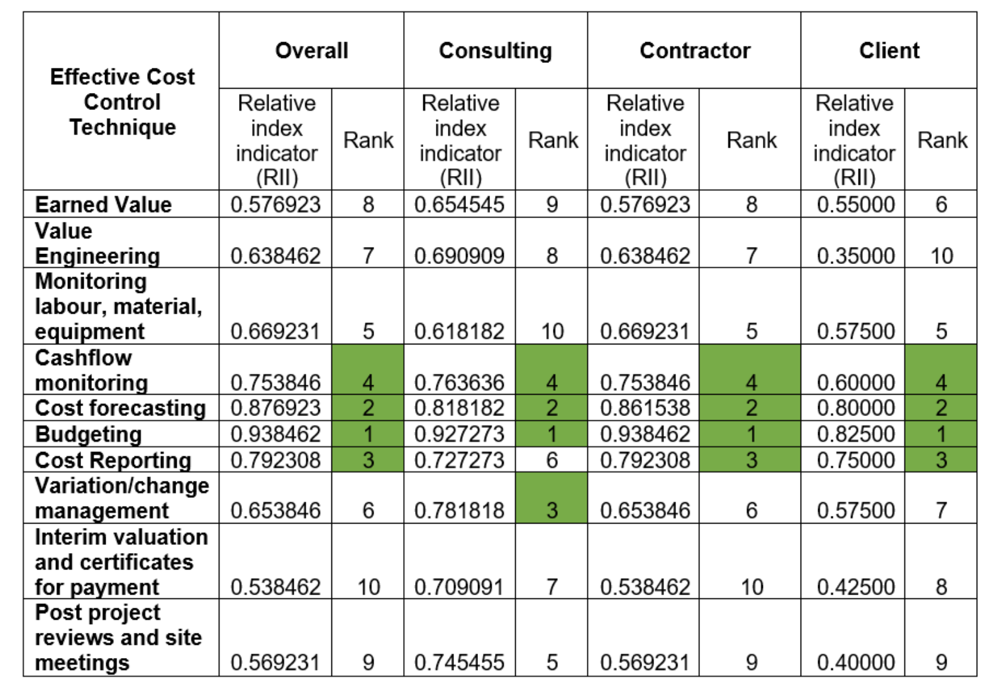 Effective Cost
Control
Technique
Overall
Consulting
Contractor
Client
Relative
index
indicator
(RII)
Rank
Relative
index
indicator
(RII)
Rank
Relative
index
indicator
(RII)
Rank
Relative
index
indicator
(RII)
Rank
Earned Value 0.576923 8 0.654545 9 0.576923 8 0.55000 6
Value
Engineering 0.638462 7 0.690909 8 0.638462 7 0.35000 10
Monitoring
labour, material,
equipment 0.669231 5 0.618182 10 0.669231 5 0.57500 5
Cashflow
monitoring 0.753846 4 0.763636 4 0.753846 4 0.60000 4
Cost forecasting 0.876923 2 0.818182 2 0.861538 2 0.80000 2
Budgeting 0.938462 1 0.927273 1 0.938462 1 0.82500 1
Cost Reporting 0.792308 3 0.727273 6 0.792308 3 0.75000 3
Variation/change
management 0.653846 6 0.781818 3 0.653846 6 0.57500 7
Interim valuation
and certificates
for payment 0.538462 10 0.709091 7 0.538462 10 0.42500 8
Post project
reviews and site
meetings 0.569231 9 0.745455 5 0.569231 9 0.40000 9